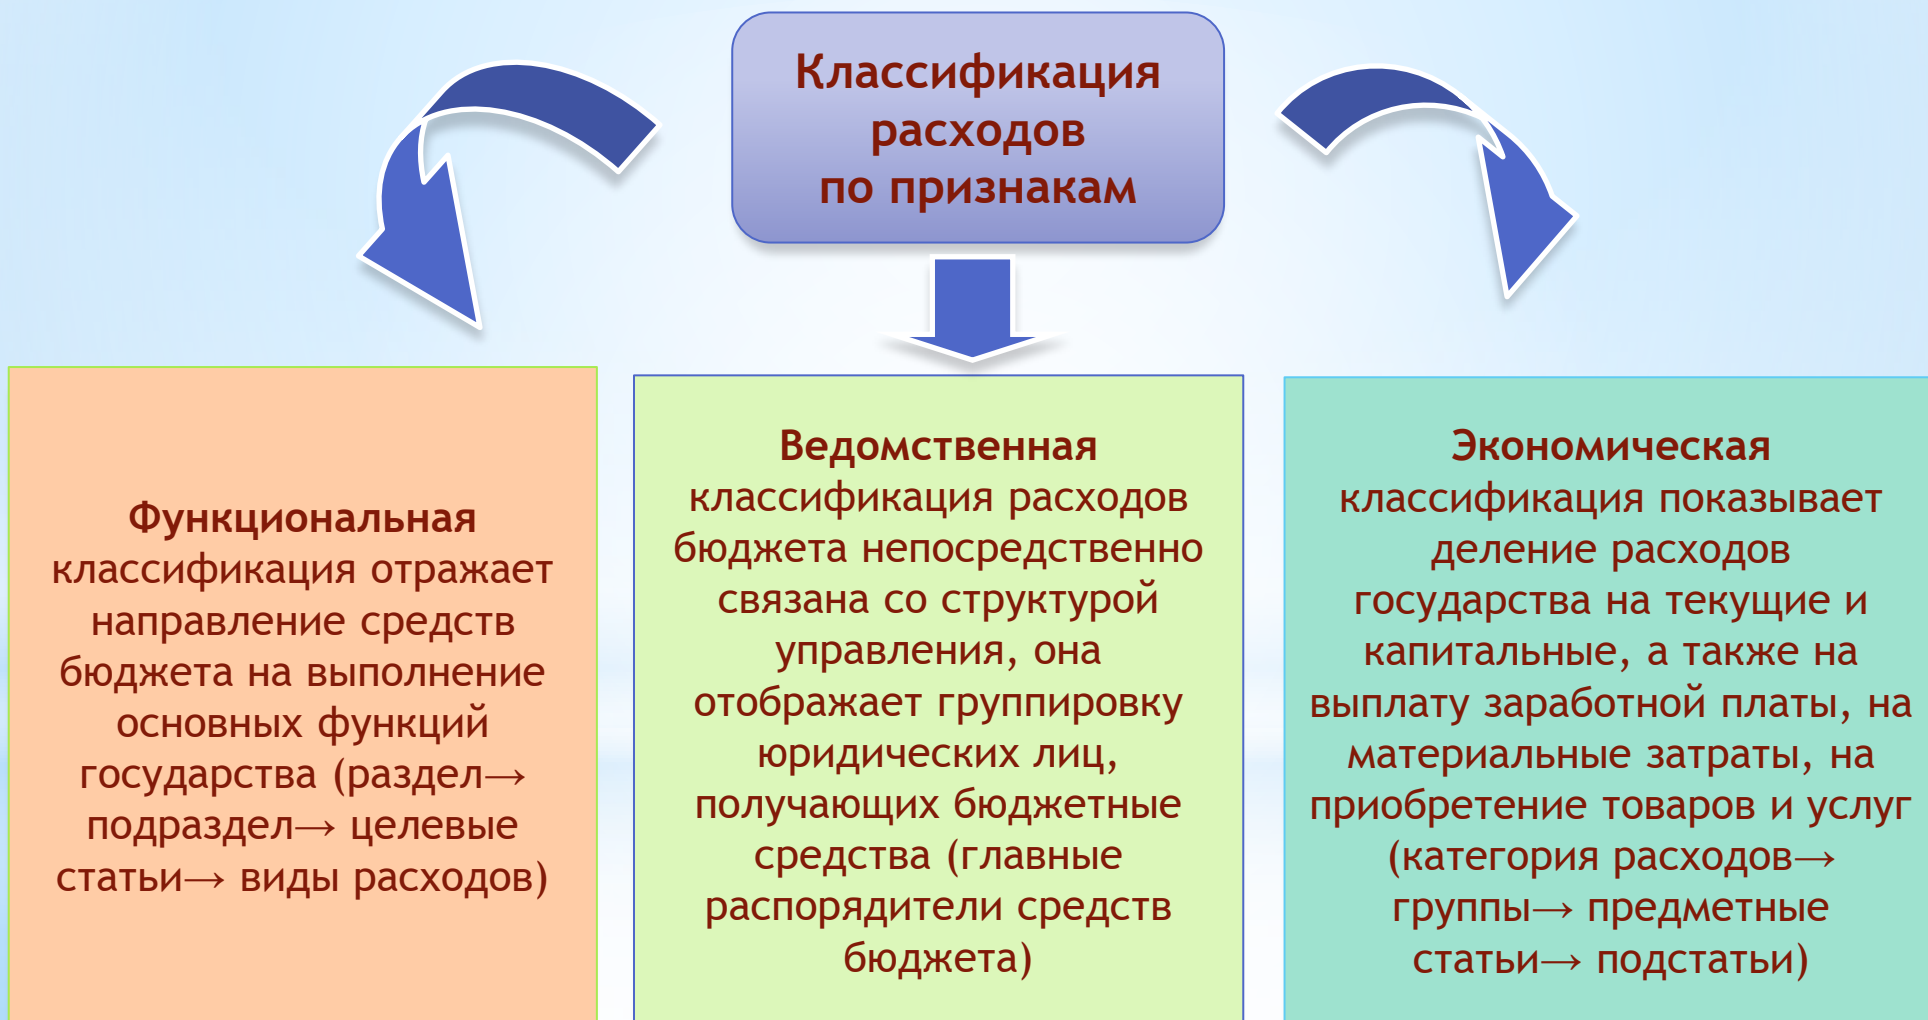 Классификация
расходов
по признакам
Функциональная
классификация отражает
направление средств
бюджета на выполнение
основных функций
государства (раздел→
подраздел→ целевые
статьи→ виды расходов)
Ведомственная
классификация расходов
бюджета непосредственно
связана со структурой
управления, она
отображает группировку
юридических лиц,
получающих бюджетные
средства (главные
распорядители средств
бюджета)
Экономическая
классификация показывает
деление расходов
государства на текущие и
капитальные, а также на
выплату заработной платы, на
материальные затраты, на
приобретение товаров и услуг
(категория расходов→
группы→ предметные
статьи→ подстатьи)